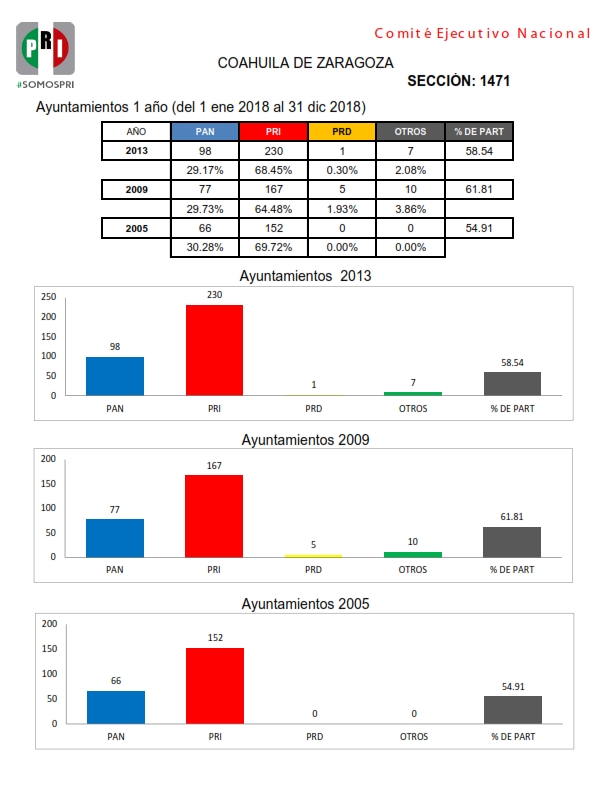 Comité Ejecutivo Nacional
PRI
#SOMOSPRI
COAHUILA DE ZARAGOZA
SECCIÓN: 1471
Ayuntamientos 1 año (del 1 ene 2018 al 31 dic 2018)
AÑO PAN PRI PRD OTROS % DE PART
2013 98 230 1 7 58.54
29.17% 68.45% 0.30% 2.08%
2009 77 167 5 10 61.81
29.73% 64.48% 1.93% 3.86%
2005 66 152 0 0 54.91
30.28% 69.72% 0.00% 0.00%
Ayuntamientos 2013
250
200
150
100
50
0
98 230 1 7 58.54
PAN PRI PRD OTROS % DE PART
Ayuntamientos 2009
200
150
100
50
0
77 167 5 10 61.81
PAN PRI PRD OTROS % DE PART
Ayuntamientos 2005
200
150
100
50
0
66 152 0 0 54.91
PAN PRI PRD OTROS % DE PART